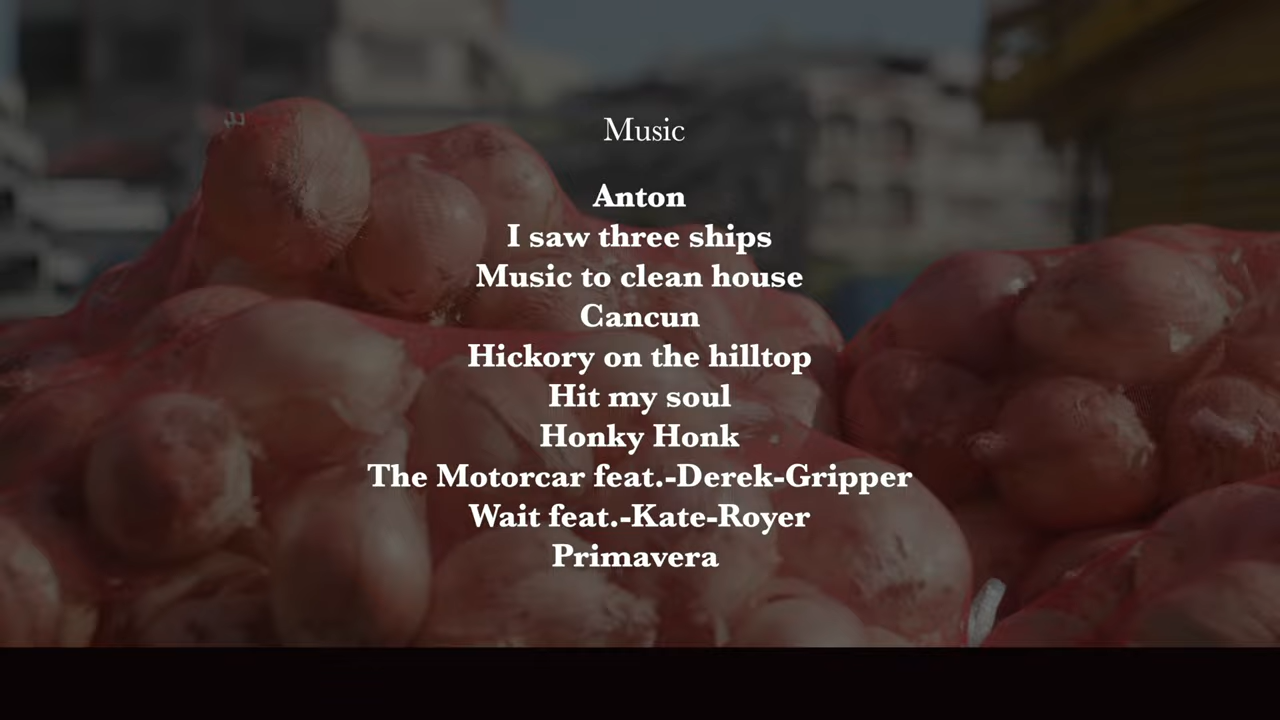 Music
Anton
I saw three ships
Music to clean house
Cancun
Hickory on the hilltop
Hit my soul
Honky Honk
The Motorcar feat.-Derek-Gripper
Wait feat.-Kate-Royer
Primavera